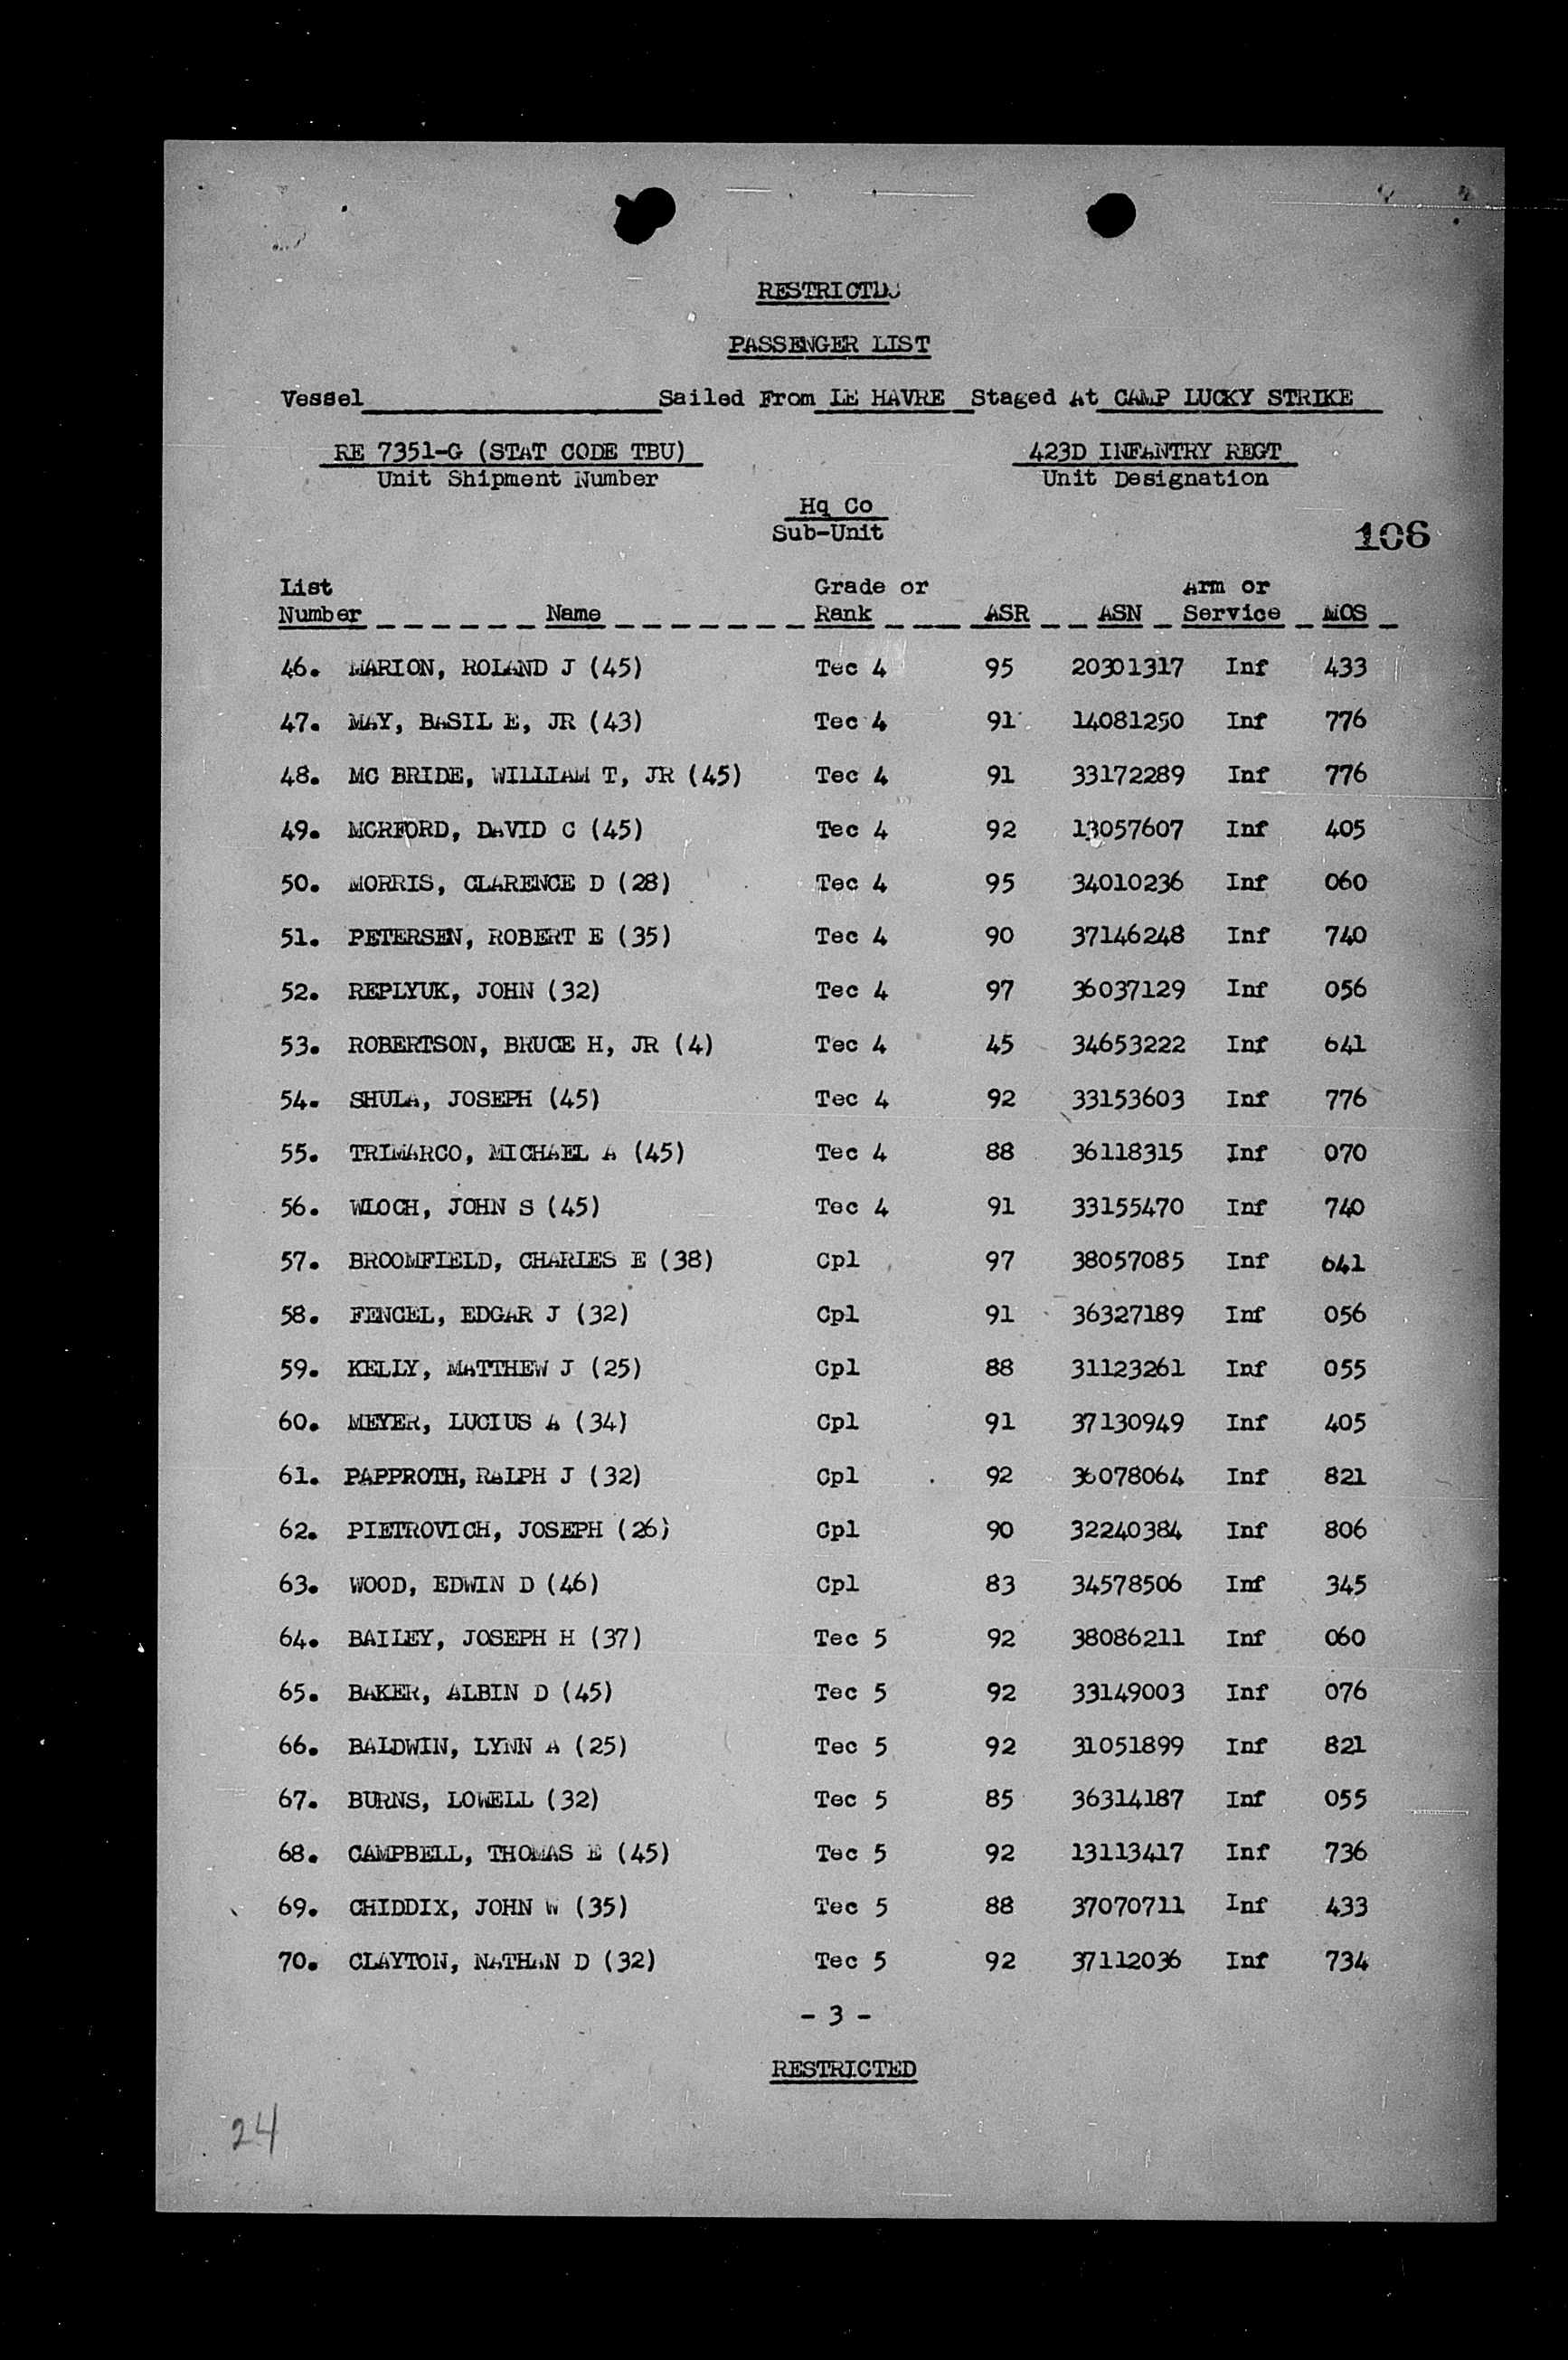 RESTRICTED
PASSENGER LIST
Vessel____________________Sailed From LE HAVRE Staged At CAMP LUCKY STRIKE
RE 7351-G (STAT CODE TBU) 423D INFANTRY REGT
Unit Shipment Number Unit Designation
Hq Co
Sub-Unit
106
List Grade or Arm or
Number Name Rank ASR ASN Service MOS
46. MARION, ROLAND J (45) Tec 4 95 20301317 Inf 433
47. MAY, BASIL E, JR (43) Tec 4 91 14081250 Inf 776
48. MC BRIDE, WILLIAM T, JR (45) Tec 4 91 33172289 Inf 776
49. MORFORD, DAVID C (45) Tec 4 92 13057607 Inf 405
50. MORRIS, CLARENCE D (28) Tec 4 95 34010236 Inf 060
51. PETERSEN, ROBERT E (35) Tec 4 90 37146248 Inf 740
52. REPLYUK, JOHN (32) Tec 4 97 36037129 Inf 056
53. ROBERTSON, BRUCE H, JR (4) Tec 4 45 34653222 Inf 641
54. SHULA, JOSEPH (45) Tec 4 92 33153603 Inf 776
55. TRIMARCO, MICHAEL A (45) Tec 4 88 36118315 Inf 070
56. WLOCH, JOHN S (45) Tec 4 91 33155470 Inf 740
57. BROOMFIELD, CHARLES E (38) Cpl 97 38057085 Inf 641
58. FENCEL, EDGAR J (32) Cpl 91 36327189 Inf 056
59. KELLY, MATTHEW J (25) Cpl 88 31123261 Inf 055
60. MEYER, LUCIUS A (34) Cpl 91 37130949 Inf 405
61. PAPPROTH, RALPH J (32) Cpl 92 36078064 Inf 821
62. PIETROVICH, JOSEPH (26) Cpl 90 32240384 Inf 806
63. WOOD, EDWIN D (46) Cpl 83 34578506 Inf 345
64. BAILEY, JOSEPH H (37) Tec 5 92 38086211 Inf 060
65. BAKER, ALBIN D (45) Tec 5 92 33149003 Inf 076
66. BALDWIN, LYNN A (25) Tec 5 92 31051899 Inf 821
67. BURNS, LOWELL (32) Tec 5 85 36314187 Inf 055
68. CAMPBELL, THOMAS E (45) Tec 5 92 13113417 Inf 736
69. CHIDDIX, JOHN W (35) Tec 5 88 37070711 Inf 433
70. CLAYTON, NATHAN D (32) Tec 5 92 37112036 Inf 734
- 3 -
RESTRICTED
24